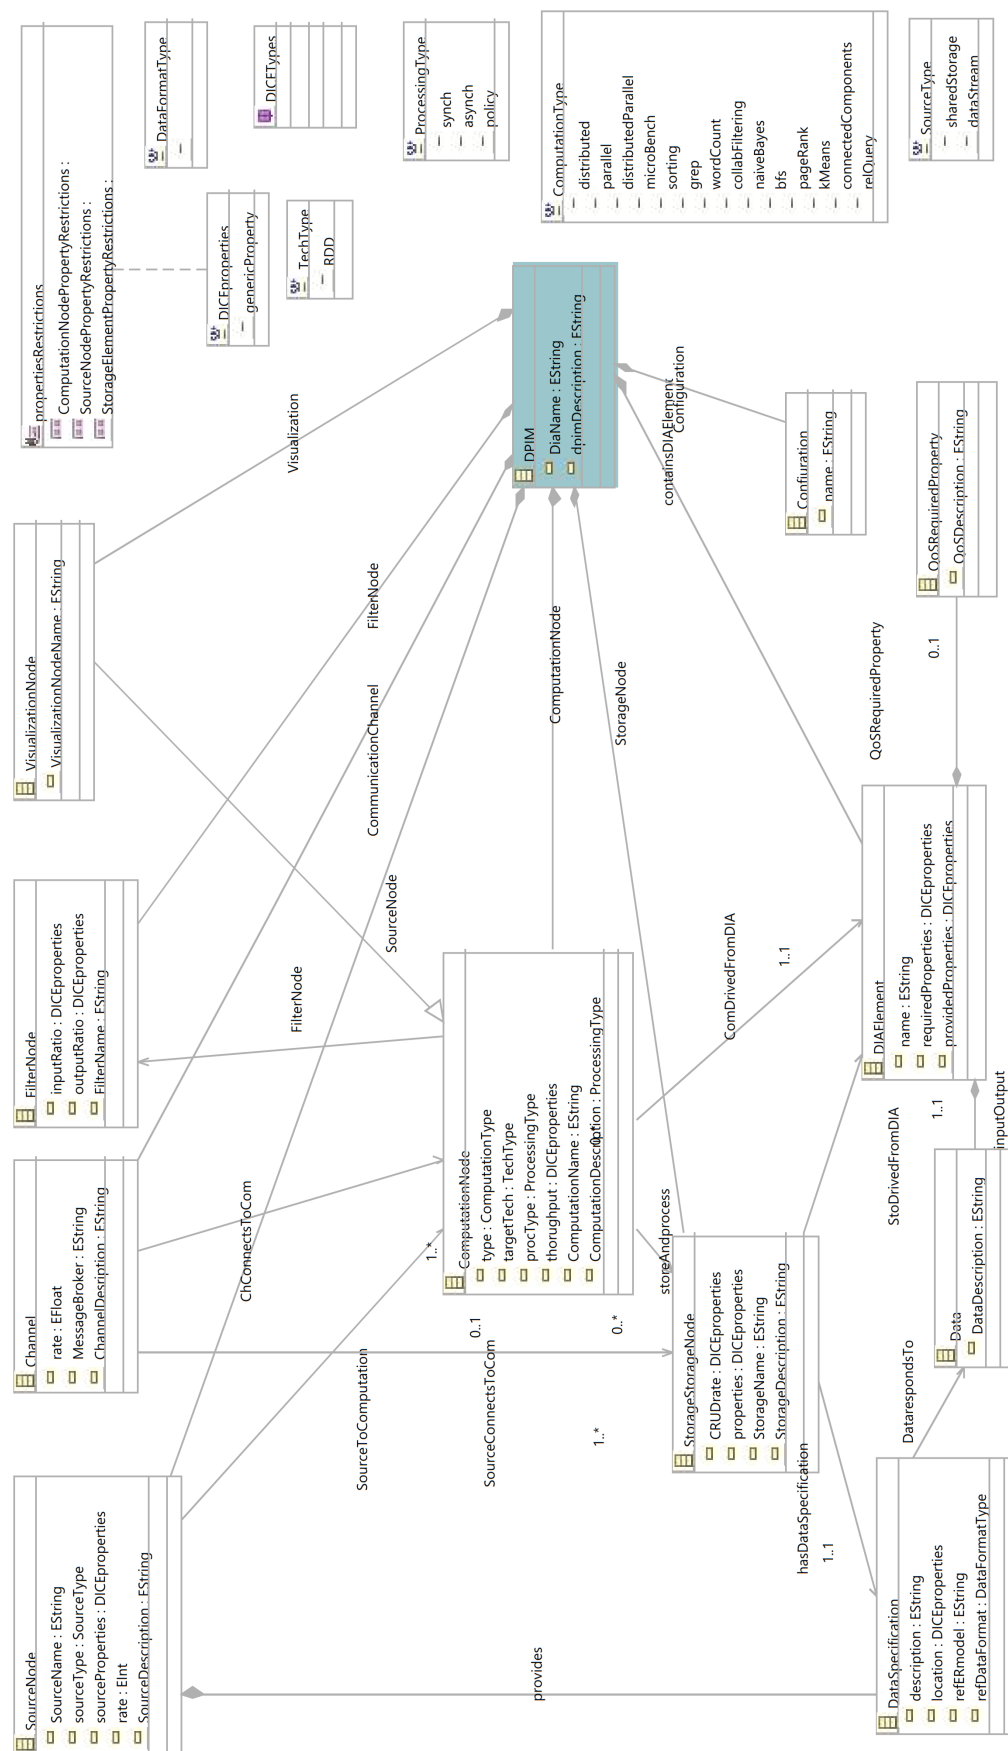 propertiesRestrictions
ComputationNodePopertyRestrictions :
SourceNodePropertyRestrictions :
StorageElementPropertyRestrictions :
DataFormatType
DICETypes
ProcessingType
synch
asynch
policy
ComputationType
distributed
parallel
distributedParallel
microBench
sorting
grep
wordCount
collabFiltering
naiveBayes
bfs
pageRank
kMeans
connectedComponents
relQuery
SourceType
sharedStorage
dataStream
DICEproperties
genericProperty
TechType
RDD
DPIM
DiaName : EString
dpimDescription : EString
Visualization
FilterNode
CommunicationChannel
SourceNode
ComputationNode
StorageNode
containsDIAElement
Configuration
Confiuration
name : EString
QoSRequiredProperty
QoSDescription : EString
QoSRequiredProperty
0..1
VisualizationNode
VisualizationNodeName : EString
FilterNode
inputRatio : DICEproperties
outputRatio : DICEproperties
FilterName : EString
FilterNode
Channel
rate : EFloat
MessageBroker : EString
ChannelDesription : EString
ChConnectsToCom
1..*
ComputationNode
type : ComputationType
targetTech : TechType
procType : ProcessingType
thorughput : DICEproperties
ComputationName : EString
ComputationDescription : ProcessingType
0..*
ComDrivedFromDIA
1..1
DIAElement
name : EString
requiredProperties : DICEproperties
providedProperties : DICEproperties
StoDrivedFromDIA
1..1
inputOutput
Data
DataDescription : EString
storeAndprocess
0..1
0..*
StorageStorageNode
CRUDrate : DICEproperties
properties : DICEproperties
StorageName : EString
StorageDescription : EString
SourceToComputation
SourceConnectsToCom
1..*
hasDataSpecification
1..1
DatarespondsTo
SourceNode
SourceName : EString
sourceType : SourceType
sourceProperties : DICEproperties
rate : EInt
SourceDescription : EString
provides
DataSpecification
description : EString
location : DICEproperties
refERmodel : EString
refDataFormat : DataFormatType